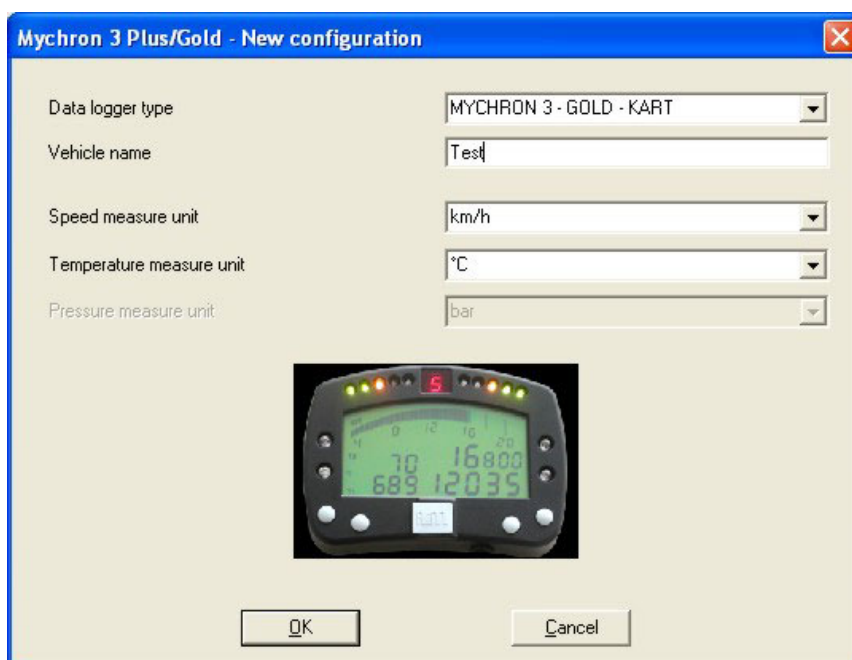 Mychron 3 Plus/Gold - New configuration
Data logger type MYCHRON 3 - GOLD - KART
Vehicle name Test
Speed measure unit km/h
Temperature measure unit °C
Pressure measure unit bar
5
4 8 12 16 20
70 16800
689 12035
OK Cancel